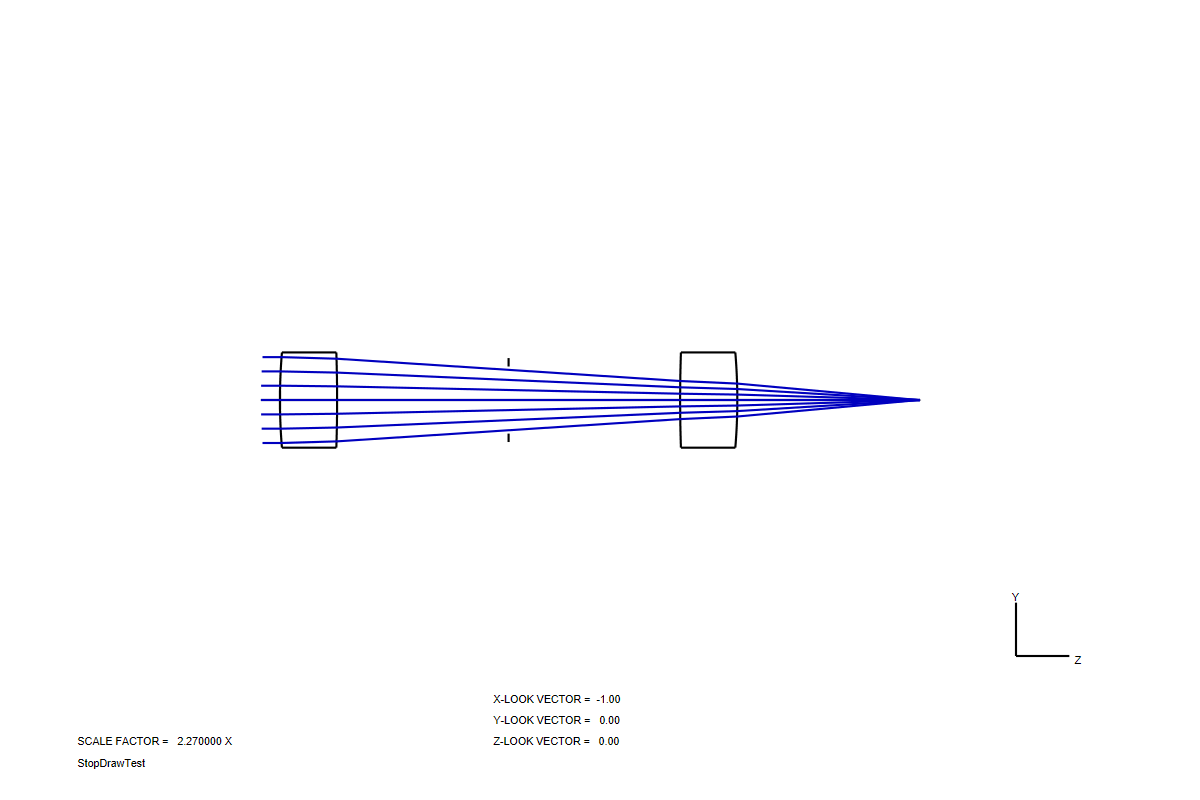 Y
Z
X-LOOK VECTOR = -1.00
Y-LOOK VECTOR = 0.00
SCALE FACTOR = 2.270000 X
Z-LOOK VECTOR = 0.00
StopDrawTest